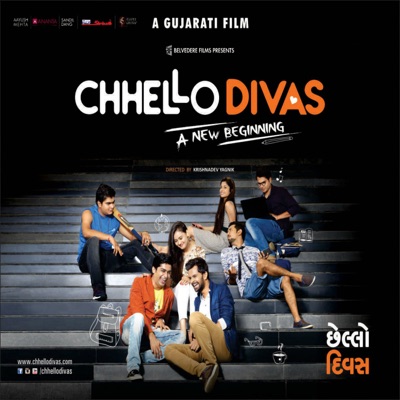 A GUJARATI FILM
BELVEDERE FILMS PRESENTS
CHHELLO DIVAS
A NEW BEGINNING
DIRECTED BY KRISHNADEV YAGNIK
છેલ્લો
દિવસ
www.chhellodivas.com
/chhellodivas